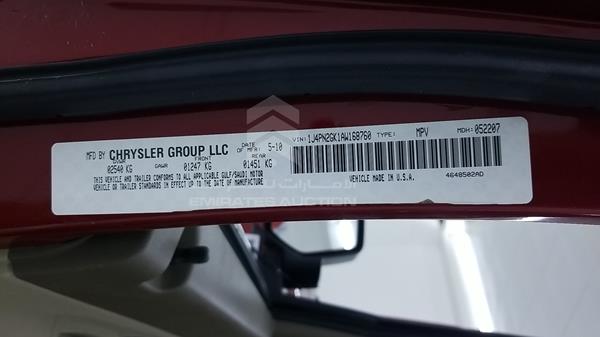 MFD BY CHRYSLER GROUP LLC DATE OF MFR: 5-10 VIN: 1J4PN2GK1AW168760 TYPE: MPV MDH: 052207
GVWR 02540 KG GAWR FRONT 01247 KG REAR 01451 KG
THIS VEHICLE AND TRAILER CONFORMS TO ALL APPLICABLE GULF/SAUDI MOTOR
VEHICLE OR TRAILER STANDARDS IN EFFECT UP TO THE DATE OF MANUFACTURE
VEHICLE MADE IN U.S.A. 4648502AD
الإمارات للمزادات
EMIRATES AUCTION